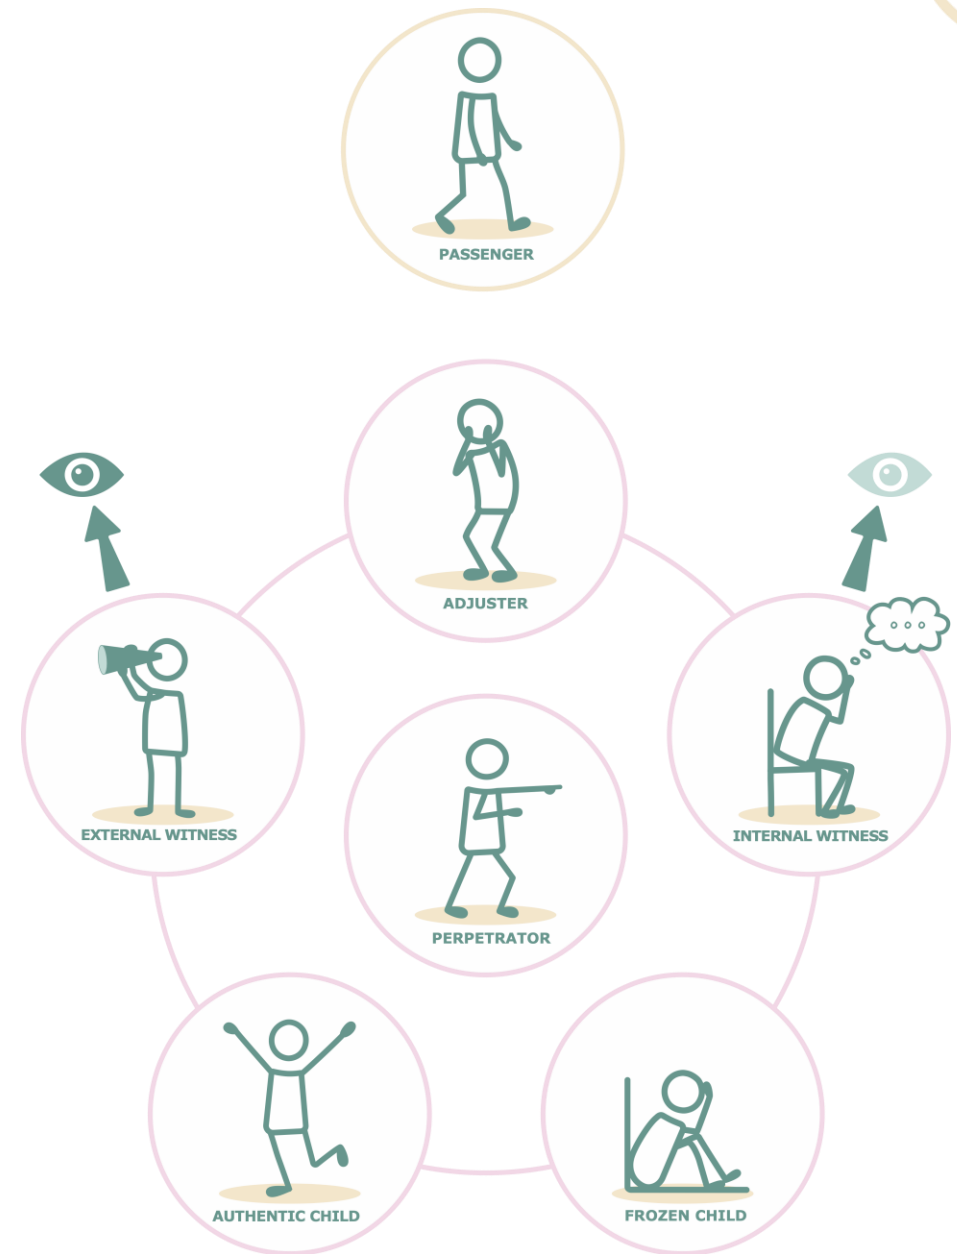 PASSENGER
ADJUSTER
EXTERNAL WITNESS
INTERNAL WITNESS
PERPETRATOR
AUTHENTIC CHILD
FROZEN CHILD